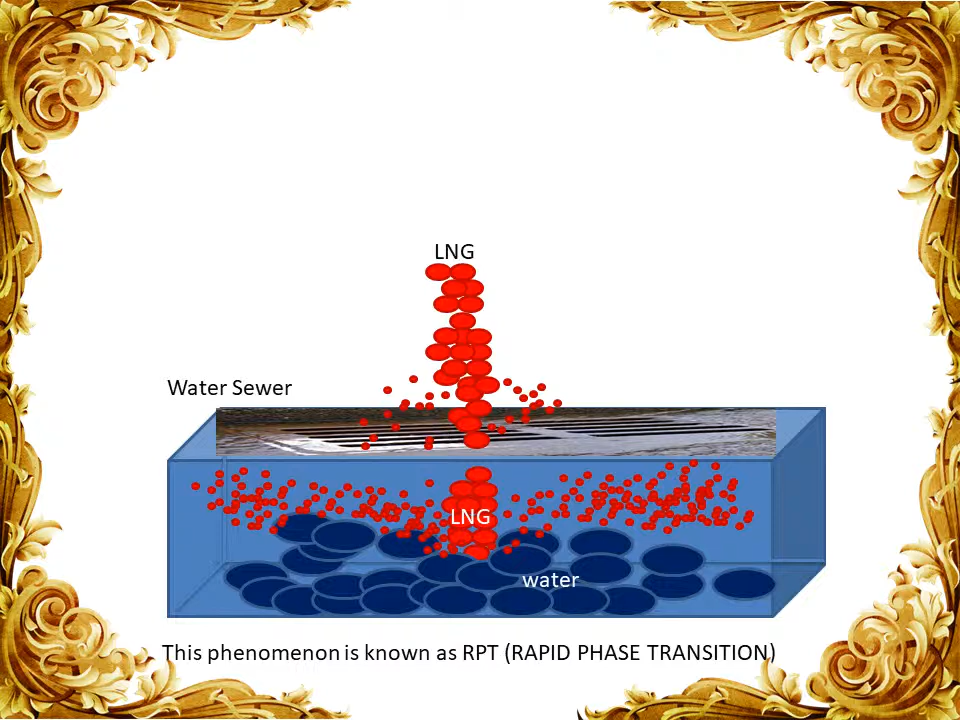 LNG
Water Sewer
LNG
water
This phenomenon is known as RPT (RAPID PHASE TRANSITION)